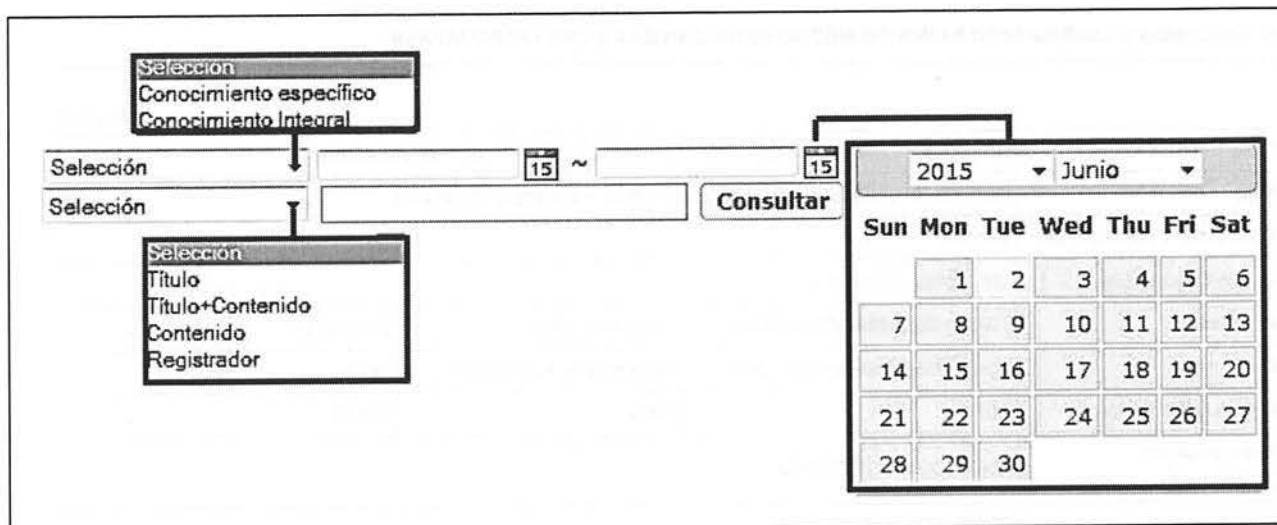 Selección
Conocimiento específico
Conocimiento Integral
Selección 15 ~ 15
Selección Consultar
Selección
Título
Título+Contenido
Contenido
Registrador
2015 Junio
Sun Mon Tue Wed Thu Fri Sat
1 2 3 4 5 6
7 8 9 10 11 12 13
14 15 16 17 18 19 20
21 22 23 24 25 26 27
28 29 30